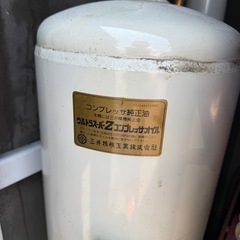 コンプレッサ純正油
ウルトラスーパー2コンプレッサオイル
三井精機工業株式会社